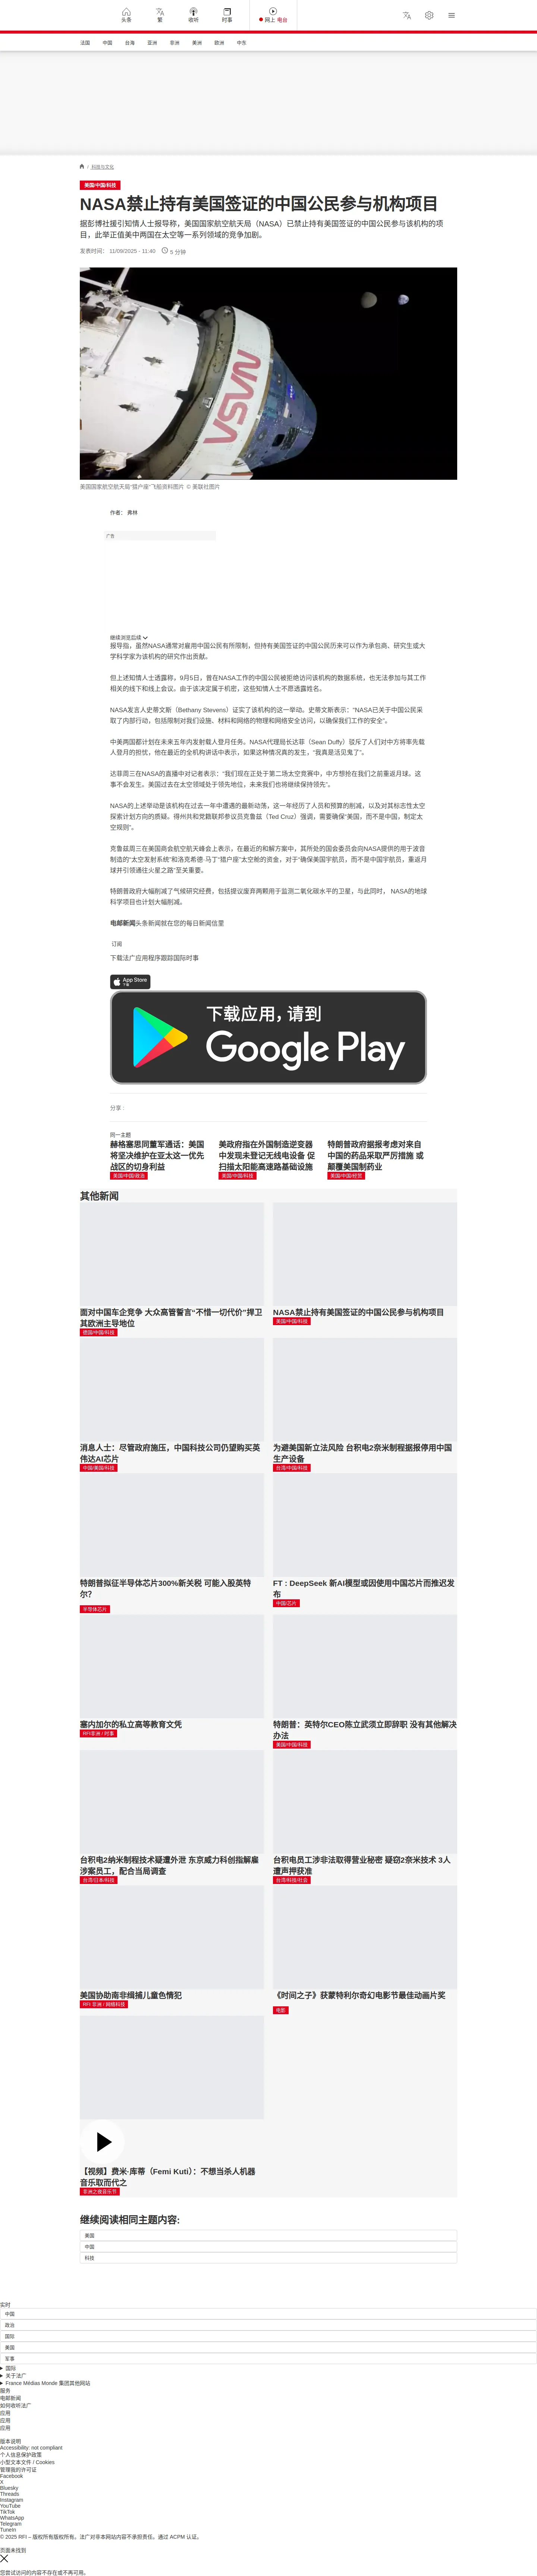 头条
繁
收听
时事
网上 电台
法国 中国 台海 亚洲 非洲 美洲 欧洲 中东
/ 科技与文化
美国/中国/科技
NASA禁止持有美国签证的中国公民参与机构项目
据彭博社援引知情人士报导称，美国国家航空航天局（NASA）已禁止持有美国签证的中国公民参与该机构的项
目，此举正值美中两国在太空等一系列领域的竞争加剧。
发表时间： 11/09/2025 - 11:40 5 分钟
NASA
美国国家航空航天局“猎户座”飞船资料图片 © 美联社图片
作者： 弗林
广告
继续浏览后续
报导指，虽然NASA通常对雇用中国公民有所限制，但持有美国签证的中国公民历来可以作为承包商、研究生或大
学科学家为该机构的研究作出贡献。
但上述知情人士透露称，9月5日，曾在NASA工作的中国公民被拒绝访问该机构的数据系统，也无法参与与其工作
相关的线下和线上会议。由于该决定属于机密，这些知情人士不愿透露姓名。
NASA发言人史蒂文斯（Bethany Stevens）证实了该机构的这一举动。史蒂文斯表示：“NASA已关于中国公民采
取了内部行动，包括限制对我们设施、材料和网络的物理和网络安全访问，以确保我们工作的安全”。
中美两国都计划在未来五年内发射载人登月任务。NASA代理局长达菲（Sean Duffy）驳斥了人们对中方将率先载
人登月的担忧，他在最近的全机构讲话中表示，如果这种情况真的发生，“我真是活见鬼了”。
达菲周三在NASA的直播中对记者表示：“我们现在正处于第二场太空竞赛中，中方想抢在我们之前重返月球。这
事不会发生。美国过去在太空领域处于领先地位，未来我们也将继续保持领先”。
NASA的上述举动是该机构在过去一年中遭遇的最新动荡，这一年经历了人员和预算的削减，以及对其标志性太空
探索计划方向的质疑。得州共和党籍联邦参议员克鲁兹（Ted Cruz）强调，需要确保“美国，而不是中国，制定太
空规则”。
克鲁兹周三在美国商会航空航天峰会上表示，在最近的和解方案中，其所处的国会委员会向NASA提供的用于波音
制造的“太空发射系统”和洛克希德·马丁“猎户座”太空舱的资金，对于“确保美国宇航员，而不是中国宇航员，重返月
球并引领通往火星之路”至关重要。
特朗普政府大幅削减了气候研究经费，包括提议废弃两颗用于监测二氧化碳水平的卫星，与此同时， NASA的地球
科学项目也计划大幅削减。
电邮新闻头条新闻就在您的每日新闻信里
订阅
下载法广应用程序跟踪国际时事
App Store
下载
下载应用，请到
Google Play
分享 :
同一主题
赫格塞思同董军通话：美国
将坚决维护在亚太这一优先
战区的切身利益
美国/中国/政治
美政府指在外国制造逆变器
中发现未登记无线电设备 促
扫描太阳能高速路基础设施
美国/中国/科技
特朗普政府据报考虑对来自
中国的药品采取严厉措施 或
颠覆美国制药业
美国/中国/经贸
其他新闻
面对中国车企竞争 大众高管誓言“不惜一切代价”捍卫
其欧洲主导地位
德国/中国/科技
NASA禁止持有美国签证的中国公民参与机构项目
美国/中国/科技
消息人士：尽管政府施压，中国科技公司仍望购买英
伟达AI芯片
中国/美国/科技
为避美国新立法风险 台积电2奈米制程据报停用中国
生产设备
台湾/中国/科技
特朗普拟征半导体芯片300%新关税 可能入股英特
尔？
半导体芯片
FT：DeepSeek 新AI模型或因使用中国芯片而推迟发
布
中国/芯片
塞内加尔的私立高等教育文凭
RFI非洲 / 时事
特朗普：英特尔CEO陈立武须立即辞职 没有其他解决
办法
美国/中国/科技
台积电2纳米制程技术疑遭外泄 东京威力科创指解雇
涉案员工，配合当局调查
台湾/日本/科技
台积电员工涉非法取得营业秘密 疑窃2奈米技术 3人
遭声押获准
台湾/科技/社会
美国协助南非缉捕儿童色情犯
RFI 非洲 / 网络科技
《时间之子》获蒙特利尔奇幻电影节最佳动画片奖
电影
【视频】费米·库蒂（Femi Kuti）：不想当杀人机器
音乐取而代之
非洲之夜音乐节
继续阅读相同主题内容:
美国
中国
科技
实时
中国
政治
国际
美国
军事
国际
关于法广
France Médias Monde 集团其他网站
服务
电邮新闻
如何收听法广
应用
应用
应用
版本说明
Accessibility: not compliant
个人信息保护政策
小型文本文件 / Cookies
管理我的许可证
Facebook
X
Bluesky
Threads
Instagram
YouTube
TikTok
WhatsApp
Telegram
TuneIn
© 2025 RFI – 版权所有版权所有。法广对非本网站内容不承担责任。通过 ACPM 认证。
页面未找到
您尝试访问的内容不存在或不再可用。